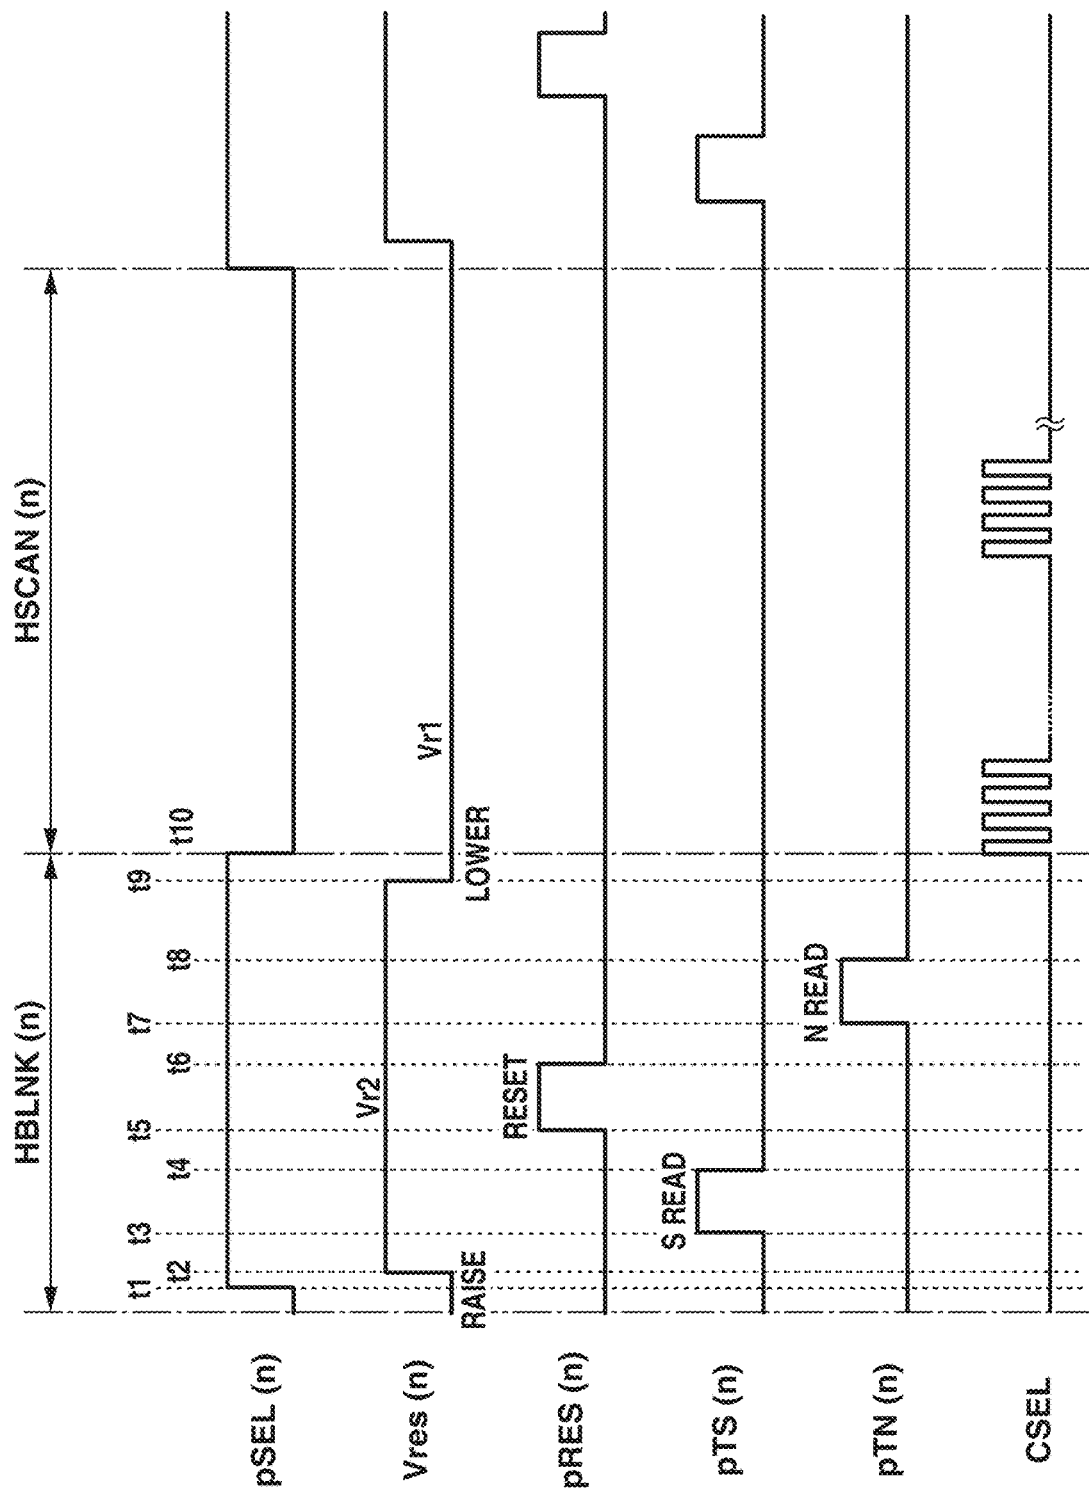 HBLNK (n)
HSCAN (n)
t1
t2
t3
t4
t5
t6
t7
t8
t9
t10
pSEL (n)
Vres (n)
RAISE
Vr2
LOWER
Vr1
pRES (n)
RESET
pTS (n)
S READ
pTN (n)
N READ
CSEL